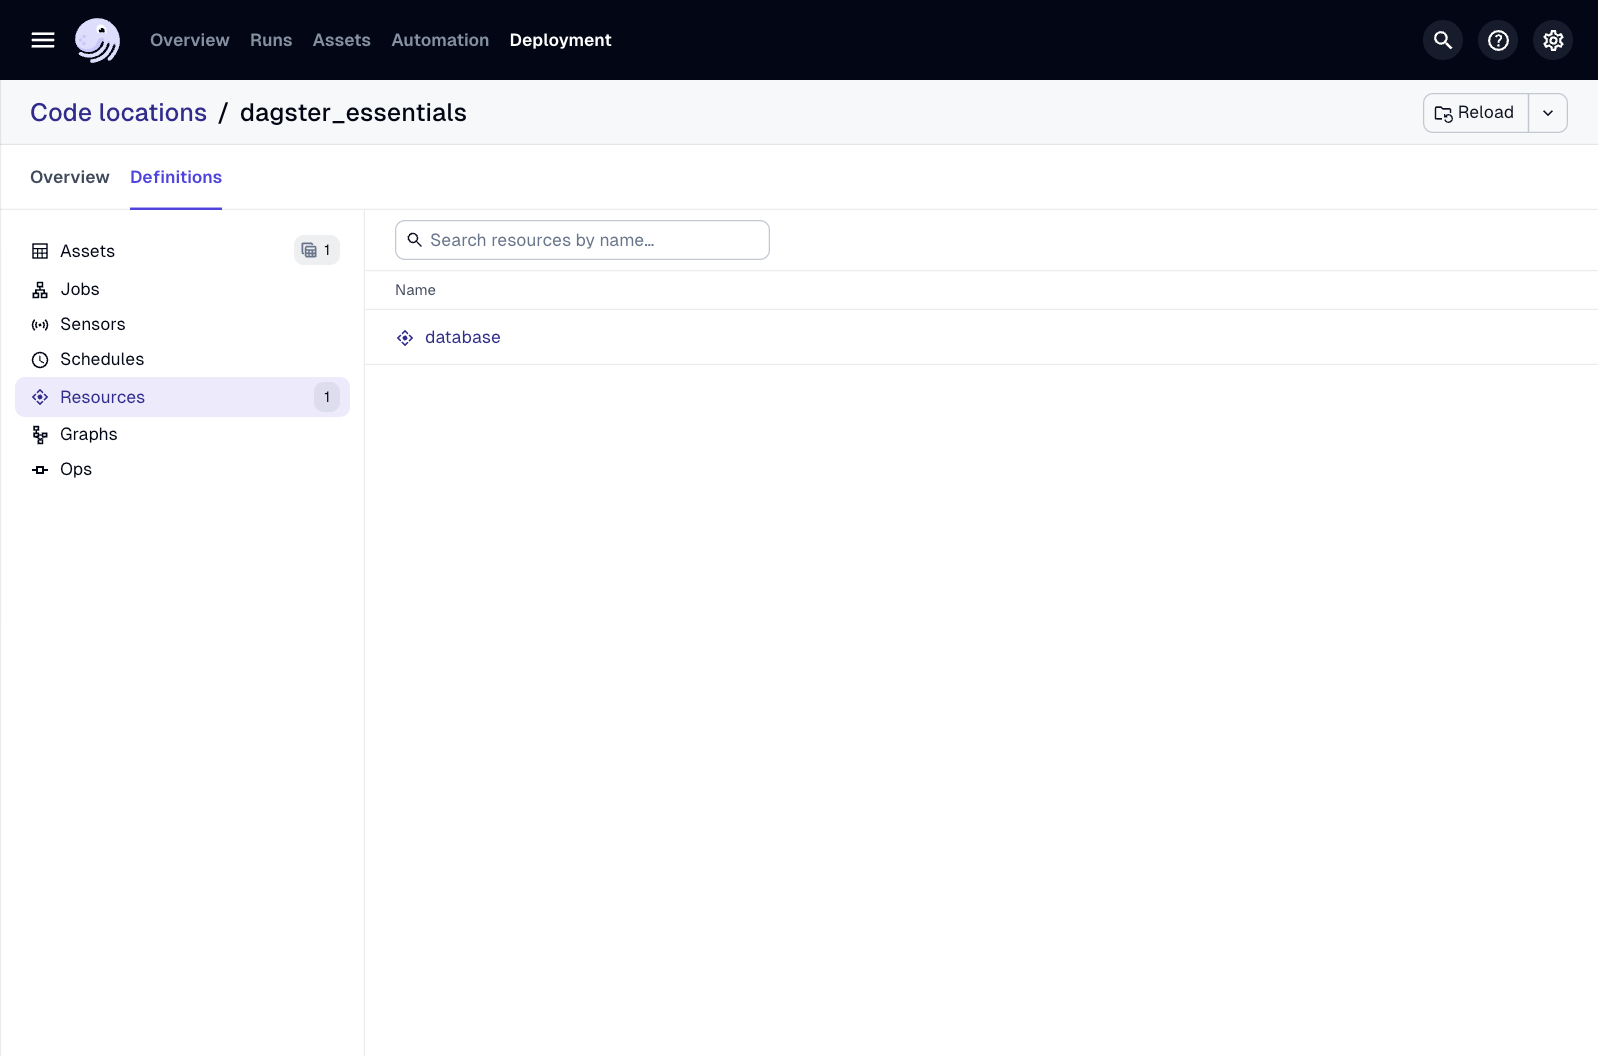 Overview Runs Assets Automation Deployment
Code locations / dagster_essentials
Reload
Overview Definitions
Assets 1
Jobs
Sensors
Schedules
Resources 1
Graphs
Ops
Search resources by name...
Name
database